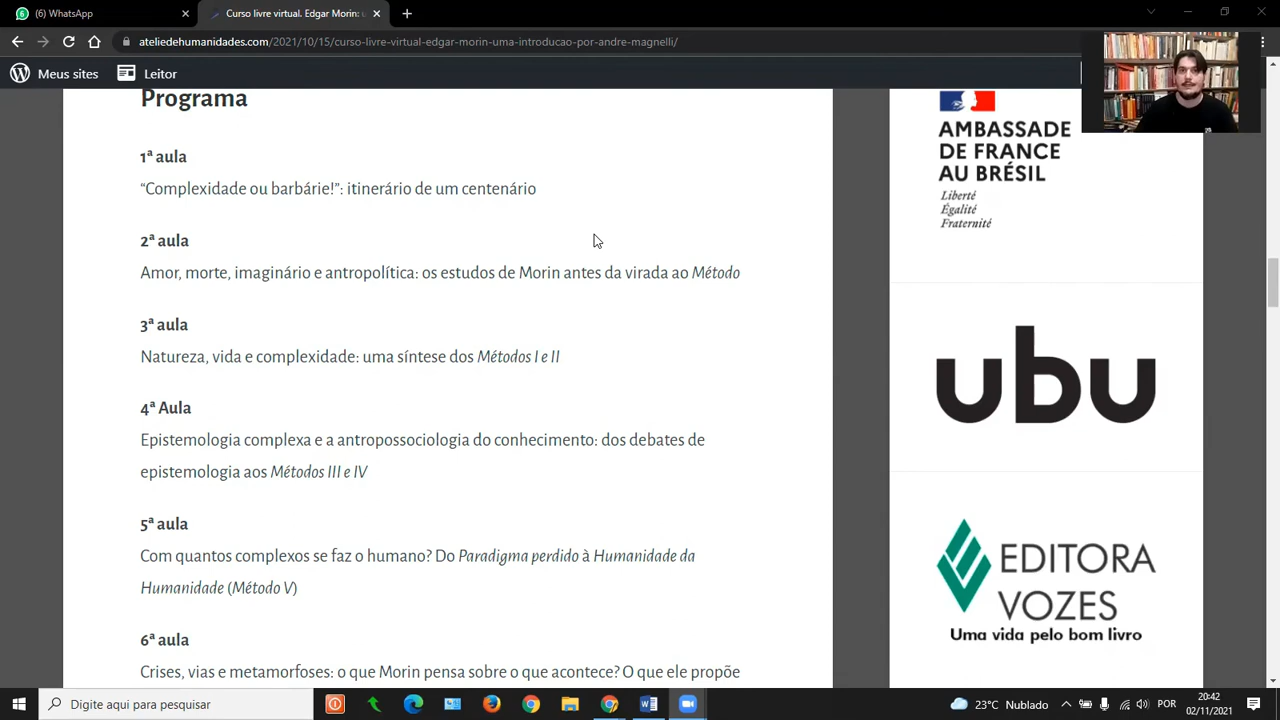 (6) WhatsApp
Curso livre virtual. Edgar Morin: u
ateliedehumanidades.com/2021/10/15/curso-livre-virtual-edgar-morin-uma-introducao-por-andre-magnelli/
Meus sites
Leitor
Programa
1ª aula
“Complexidade ou barbárie!”: itinerário de um centenário
2ª aula
Amor, morte, imaginário e antropolítica: os estudos de Morin antes da virada ao Método
3ª aula
Natureza, vida e complexidade: uma síntese dos Métodos I e II
4ª Aula
Epistemologia complexa e a antropossociologia do conhecimento: dos debates de
epistemologia aos Métodos III e IV
5ª aula
Com quantos complexos se faz o humano? Do Paradigma perdido à Humanidade da
Humanidade (Método V)
6ª aula
Crises, vias e metamorfoses: o que Morin pensa sobre o que acontece? O que ele propõe
AMBASSADE
DE FRANCE
AU BRÉSIL
Liberté
Égalité
Fraternité
ubu
EDITORA
VOZES
Uma vida pelo bom livro
Digite aqui para pesquisar
23°C Nublado
POR
20:42
02/11/2021